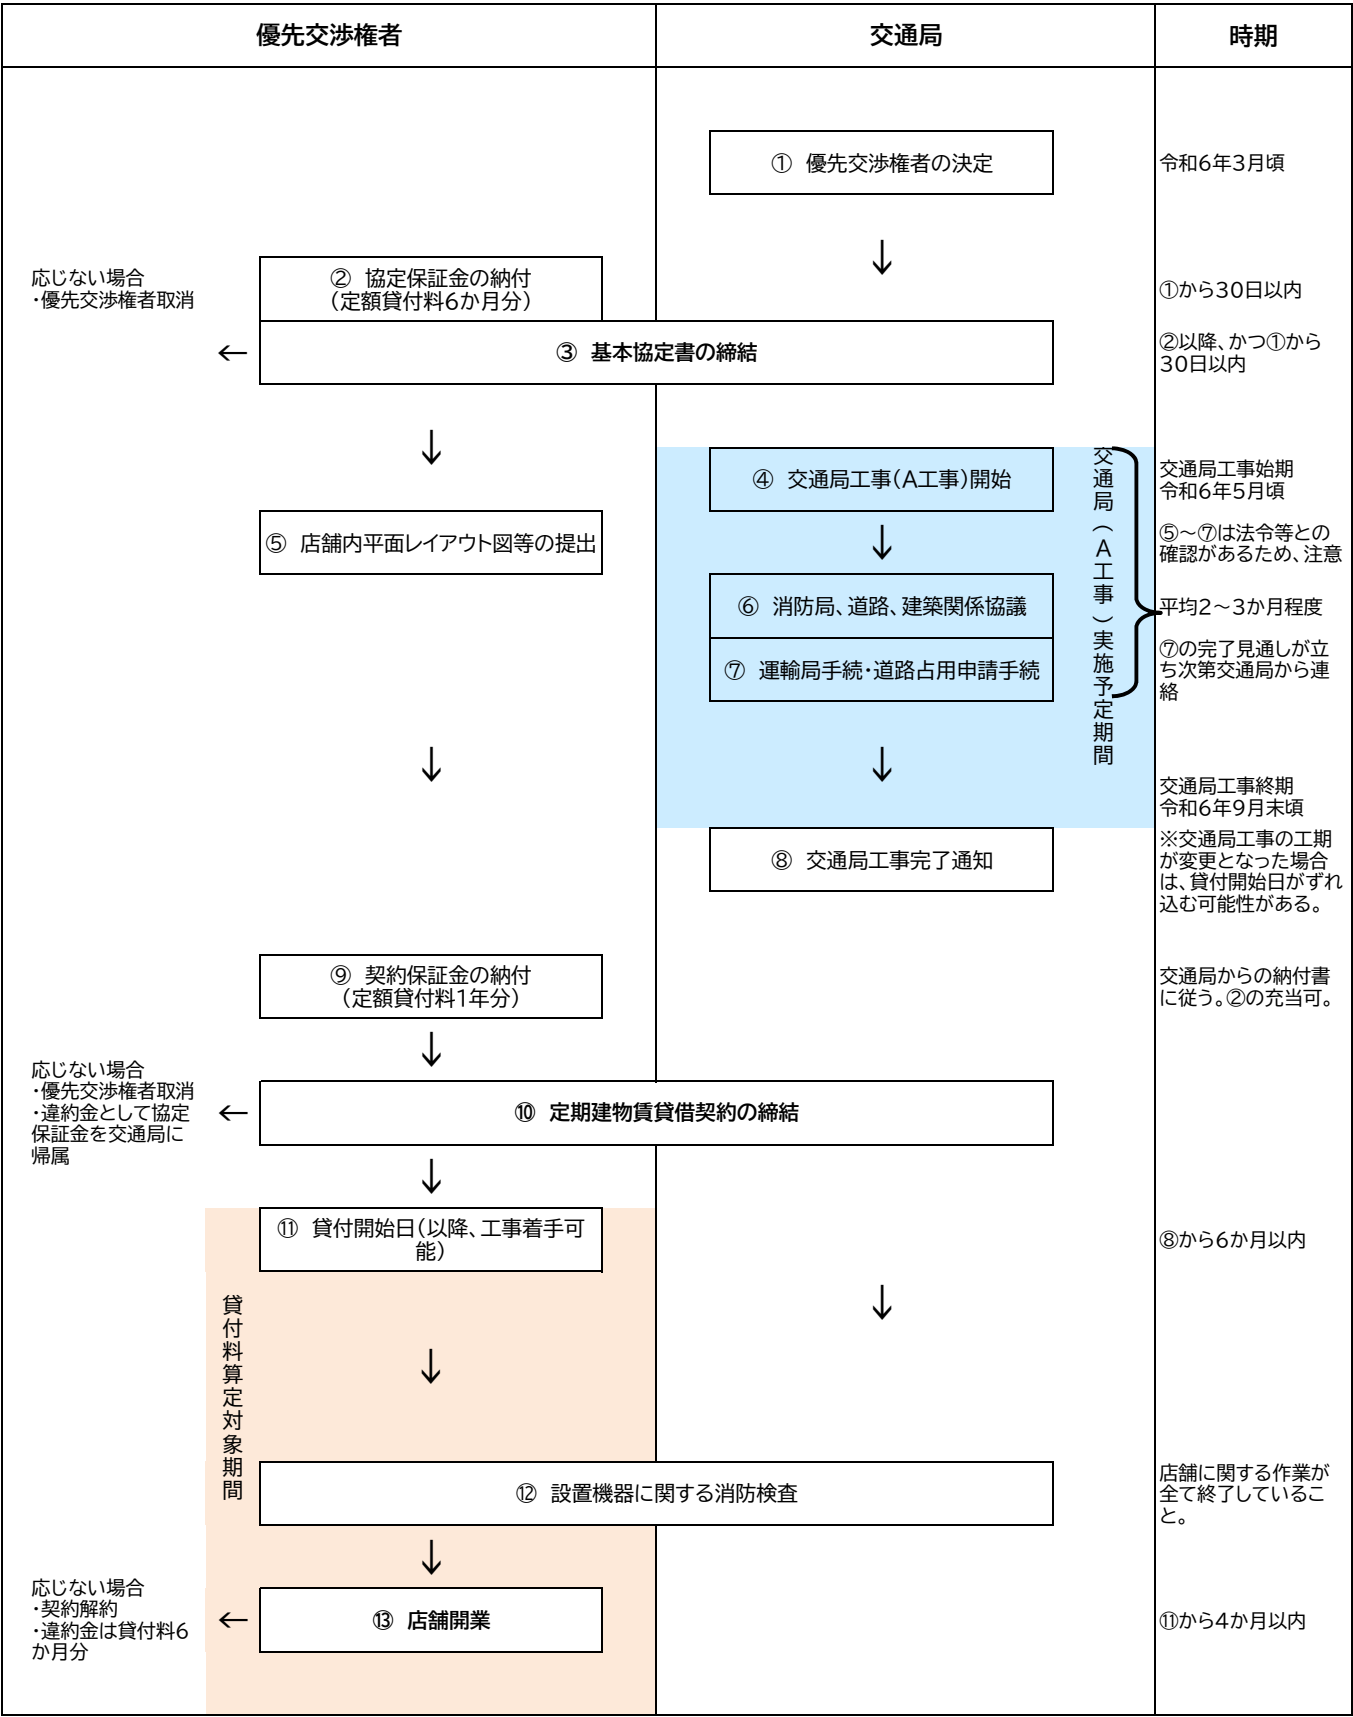 優先交渉権者
交通局
時期
① 優先交渉権者の決定
令和6年3月頃
応じない場合
・優先交渉権者取消
② 協定保証金の納付
（定額貸付料6か月分）
①から30日以内
↓
←
③ 基本協定書の締結
②以降、かつ①から
30日以内
↓
④ 交通局工事（A工事）開始
交通局（A工事）実施予定期間
交通局工事始期
令和6年5月頃
⑤ 店舗内平面レイアウト図等の提出
↓
⑤～⑦は法令等との
確認があるため、注意
⑥ 消防局、道路、建築関係協議
平均2～3か月程度
⑦ 運輸局手続・道路占用申請手続
⑦の完了見通しが立
ち次第交通局から連
絡
↓
↓
交通局工事終期
令和6年9月末頃
⑧ 交通局工事完了通知
※交通局工事の工期
が変更となった場合
は、貸付開始日がずれ
込む可能性がある。
⑨ 契約保証金の納付
（定額貸付料1年分）
交通局からの納付書
に従う。②の充当可。
↓
応じない場合
・優先交渉権者取消
・違約金として協定
保証金を交通局に
帰属
←
⑩ 定期建物賃貸借契約の締結
↓
⑪ 貸付開始日（以降、工事着手可
能）
⑧から6か月以内
貸付料算定対象期間
↓
↓
⑫ 設置機器に関する消防検査
店舗に関する作業が
全て終了しているこ
と。
↓
応じない場合
・契約解約
・違約金は貸付料6
か月分
←
⑬ 店舗開業
⑪から4か月以内